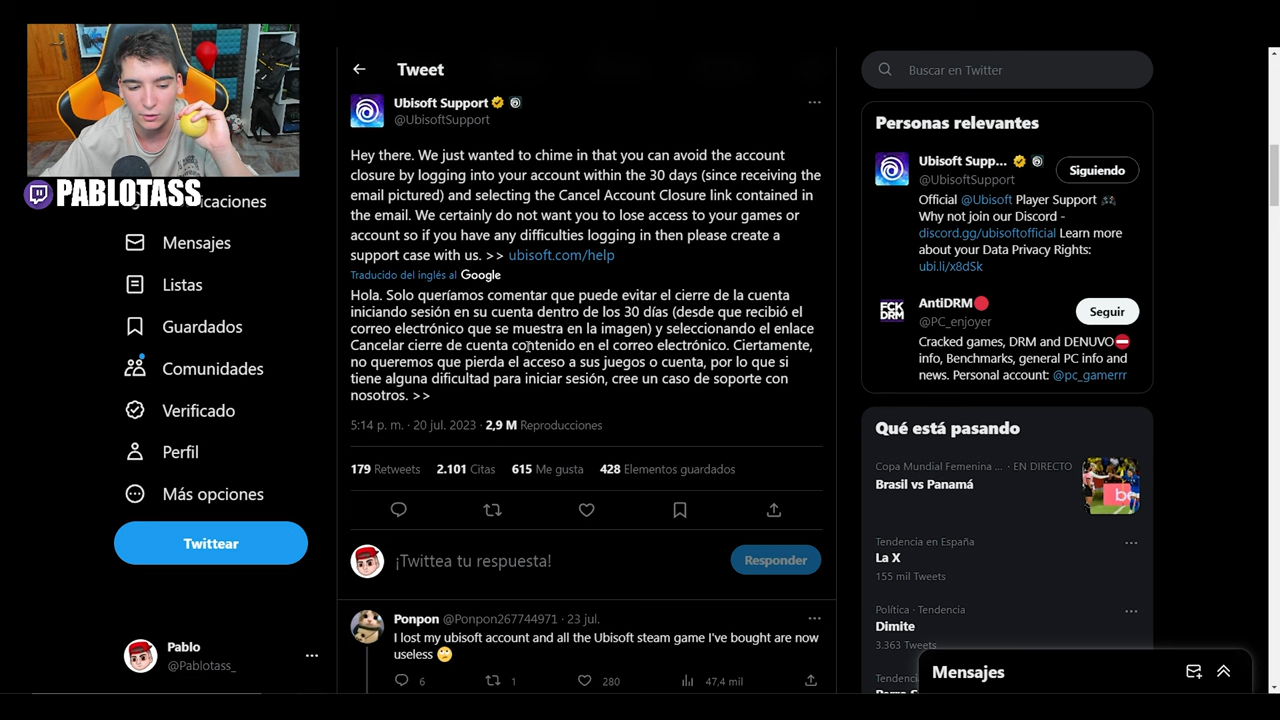 PABLOTASS
caciones
Mensajes
Listas
Guardados
Comunidades
Verificado
Perfil
Más opciones
Twittear
Pablo
@Pablotass_
Tweet
Ubisoft Support
@UbisoftSupport
Hey there. We just wanted to chime in that you can avoid the account
closure by logging into your account within the 30 days (since receiving the
email pictured) and selecting the Cancel Account Closure link contained in
the email. We certainly do not want you to lose access to your games or
account so if you have any difficulties logging in then please create a
support case with us. >> ubisoft.com/help
Traducido del inglés al Google
Hola. Solo queríamos comentar que puede evitar el cierre de la cuenta
iniciando sesión en su cuenta dentro de los 30 días (desde que recibió el
correo electrónico que se muestra en la imagen) y seleccionando el enlace
Cancelar cierre de cuenta contenido en el correo electrónico. Ciertamente,
no queremos que pierda el acceso a sus juegos o cuenta, por lo que si
tiene alguna dificultad para iniciar sesión, cree un caso de soporte con
nosotros. >>
5:14 p. m. · 20 jul. 2023 · 2,9 M Reproducciones
179 Retweets 2.101 Citas 615 Me gusta 428 Elementos guardados
¡Twittea tu respuesta!
Responder
Ponpon @Ponpon267744971 · 23 jul.
I lost my ubisoft account and all the Ubisoft steam game I've bought are now
useless 🙄
6 1 280 47,4 mil
Buscar en Twitter
Personas relevantes
Ubisoft Supp...
@UbisoftSupport
Siguiendo
Official @Ubisoft Player Support 🎮
Why not join our Discord -
discord.gg/ubisoftofficial Learn more
about your Data Privacy Rights:
ubi.li/x8dSk
FCK
DRM
AntiDRM🔴
@PC_enjoyer
Seguir
Cracked games, DRM and DENUVO⛔
info, Benchmarks, general PC info and
news. Personal account: @pc_gamerrr
Qué está pasando
Copa Mundial Femenina ... · EN DIRECTO
Brasil vs Panamá
Tendencia en España
La X
155 mil Tweets
Política · Tendencia
Dimite
3.363 Tweets
Mensajes